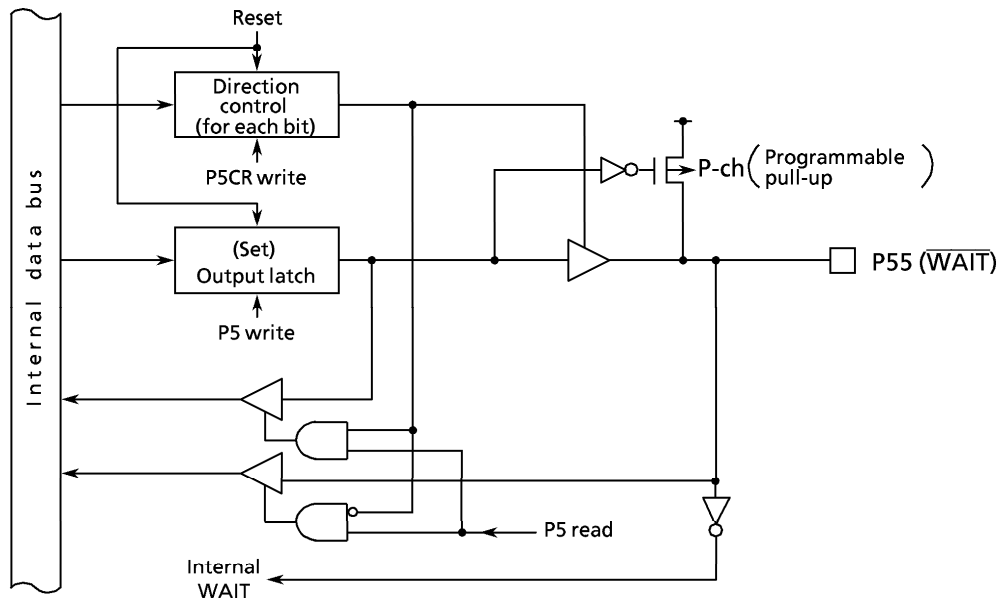 Reset
Direction
control
(for each bit)
P5CR write
P-ch
Programmable
pull-up
Internal data bus
(Set)
Output latch
P55 (WAIT)
P5 write
P5 read
Internal
WAIT